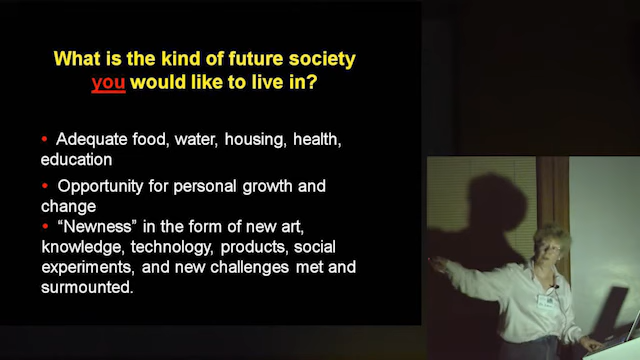 What is the kind of future society
you would like to live in?
• Adequate food, water, housing, health,
education
• Opportunity for personal growth and
change
• “Newness” in the form of new art,
knowledge, technology, products, social
experiments, and new challenges met and
surmounted.